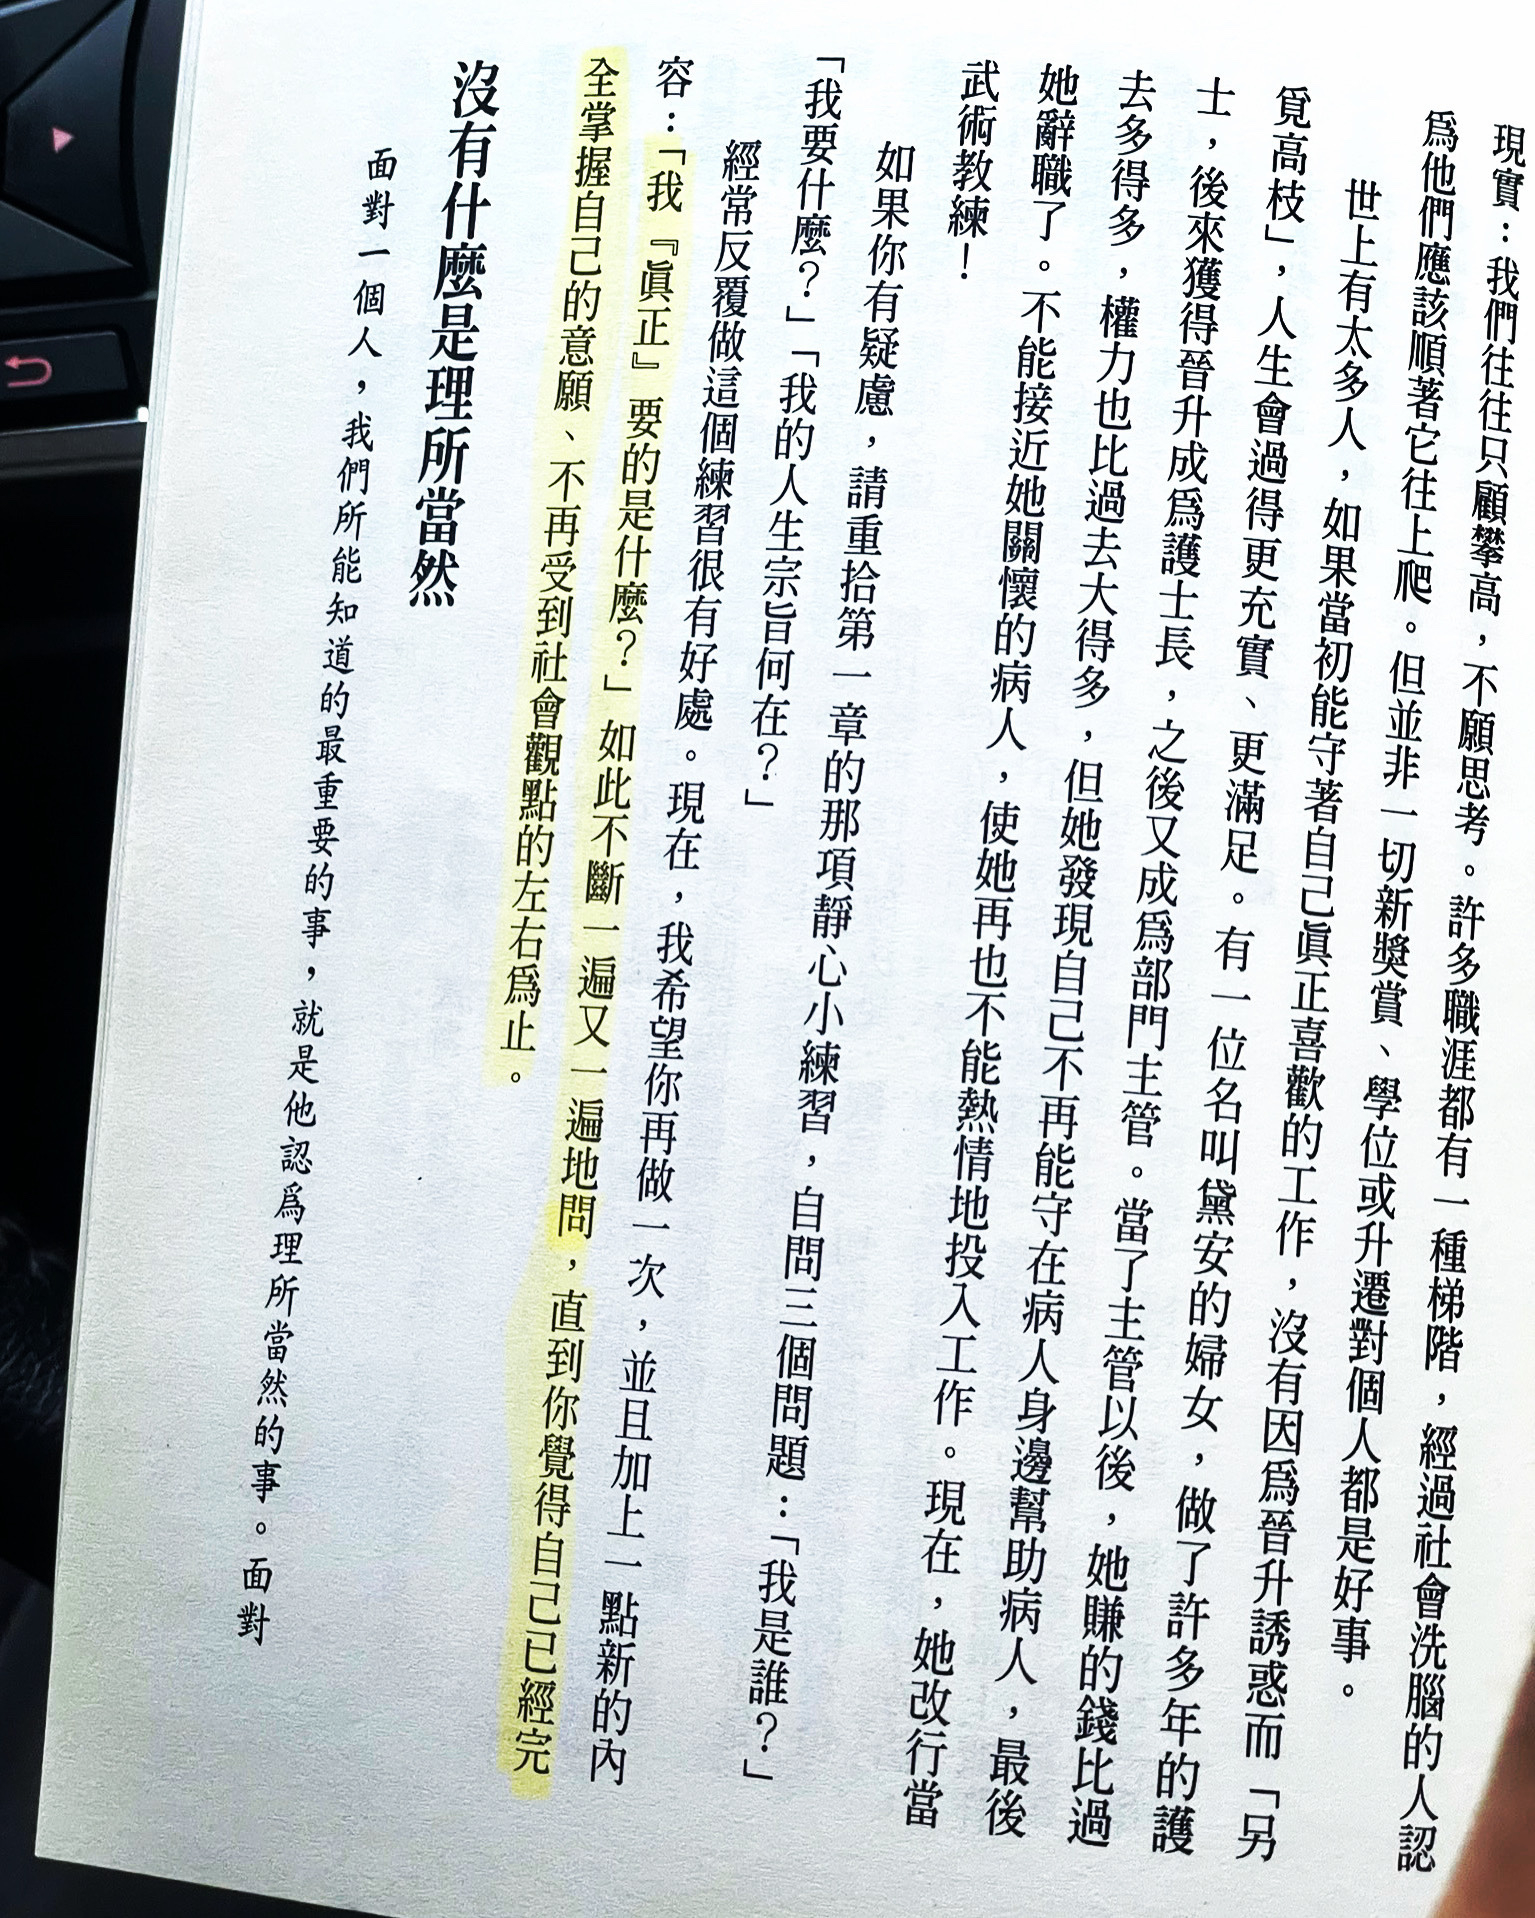 現實：我們往往只顧攀高，不願思考。許多職涯都有一種梯階，經過社會洗腦的人認
爲他們應該順著它往上爬。但並非一切新獎賞、學位或升遷對個人都是好事。
世上有太多人，如果當初能守著自己眞正喜歡的工作，沒有因爲晉升誘惑而「另
覓高枝」，人生會過得更充實、更滿足。有一位名叫黛安的婦女，做了許多年的護
士，後來獲得晉升成爲護士長，之後又成爲部門主管。當了主管以後，她賺的錢比過
去多得多，權力也比過去大得多，但她發現自己不再能守在病人身邊幫助病人，最後
她辭職了。不能接近她關懷的病人，使她再也不能熱情地投入工作。現在，她改行當
武術教練！
如果你有疑慮，請重拾第一章的那項靜心小練習，自問三個問題：「我是誰？」
「我要什麼？」「我的人生宗旨何在？」
經常反覆做這個練習很有好處。現在，我希望你再做一次，並且加上一點新的內
容：「我『眞正』要的是什麼？」如此不斷一遍又一遍地問，直到你覺得自己已經完
全掌握自己的意願、不再受到社會觀點的左右爲止。
沒有什麼是理所當然
面對一個人，我們所能知道的最重要的事，就是他認爲理所當然的事。面對